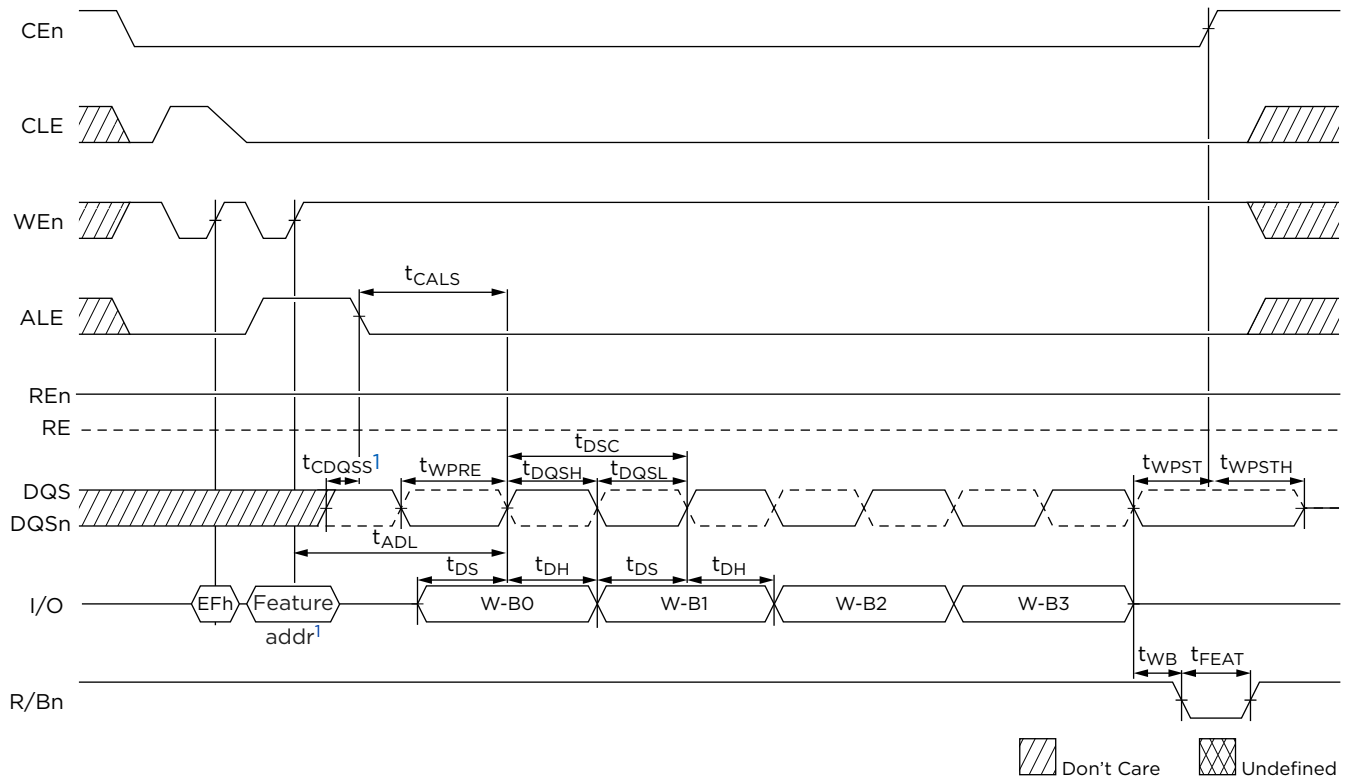 CEn
CLE
WEn
tCALS
ALE
REn
RE
tDSC
tCDQSS1
tWPRE
tDQSH
tDQSL
tWPST
tWPSTH
DQS
DQSn
tADL
tDS
tDH
tDS
tDH
I/O
EFh
Feature
addr1
W-B0
W-B1
W-B2
W-B3
tWB
tFEAT
R/Bn
Don't Care
Undefined